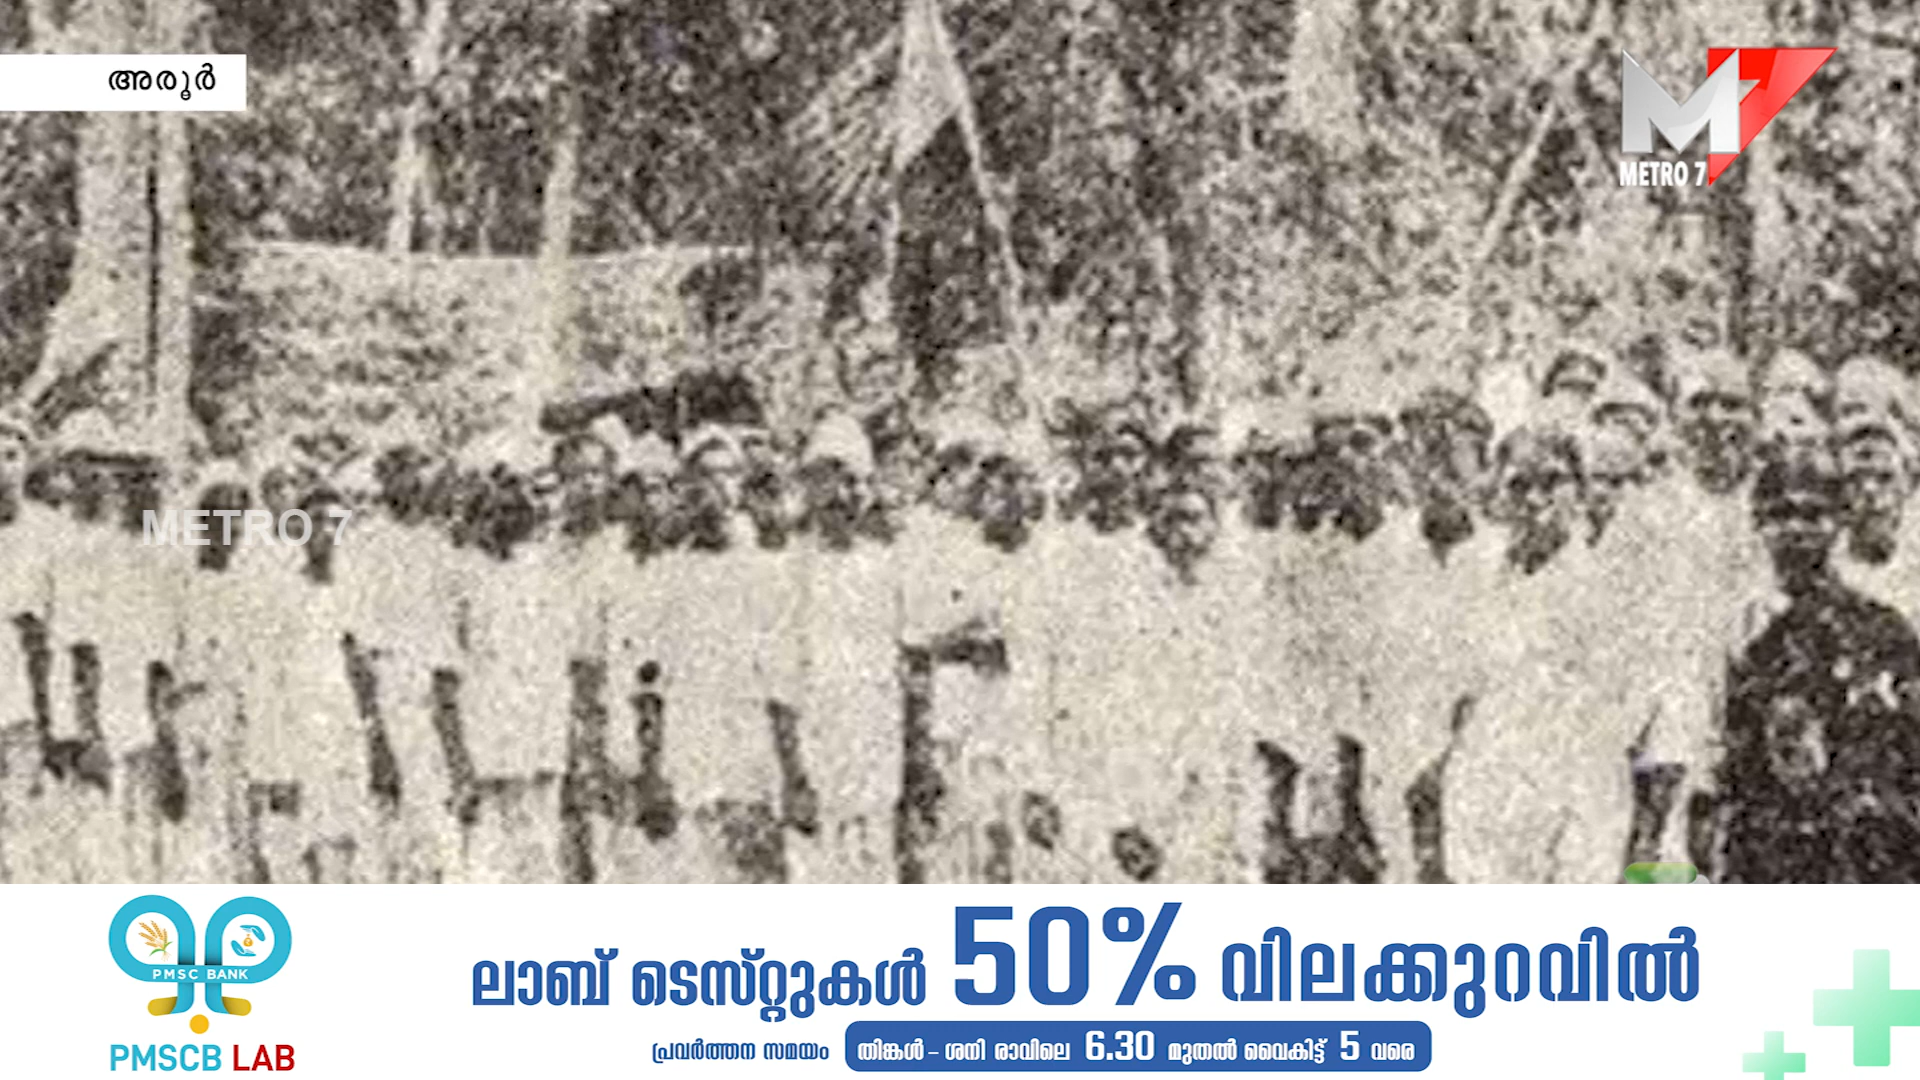 അരൂർ
M7
METRO 7
METRO 7
PMSC BANK
PMSCB LAB
ലാബ് ടെസ്റ്റുകൾ 50% വിലക്കുറവിൽ
പ്രവർത്തന സമയം തിങ്കൾ - ശനി രാവിലെ 6.30 മുതൽ വൈകിട്ട് 5 വരെ